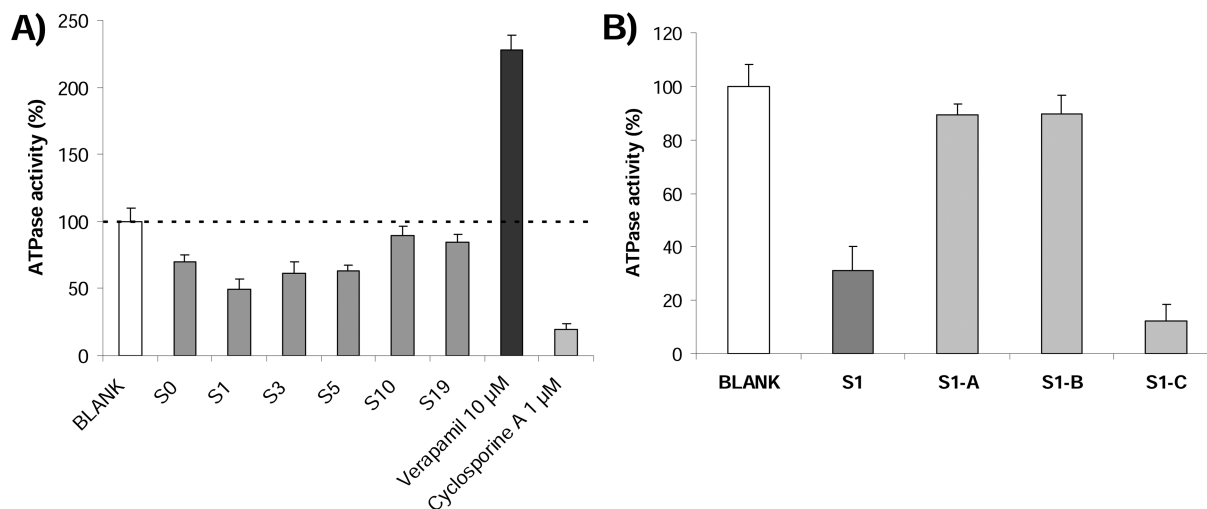 A)
ATPase activity (%)
250
200
150
100
50
0
BLANK
S0
S1
S3
S5
S10
S19
Verapamil 10 µM
Cyclosporine A 1 µM
B)
ATPase activity (%)
120
100
80
60
40
20
0
BLANK
S1
S1-A
S1-B
S1-C